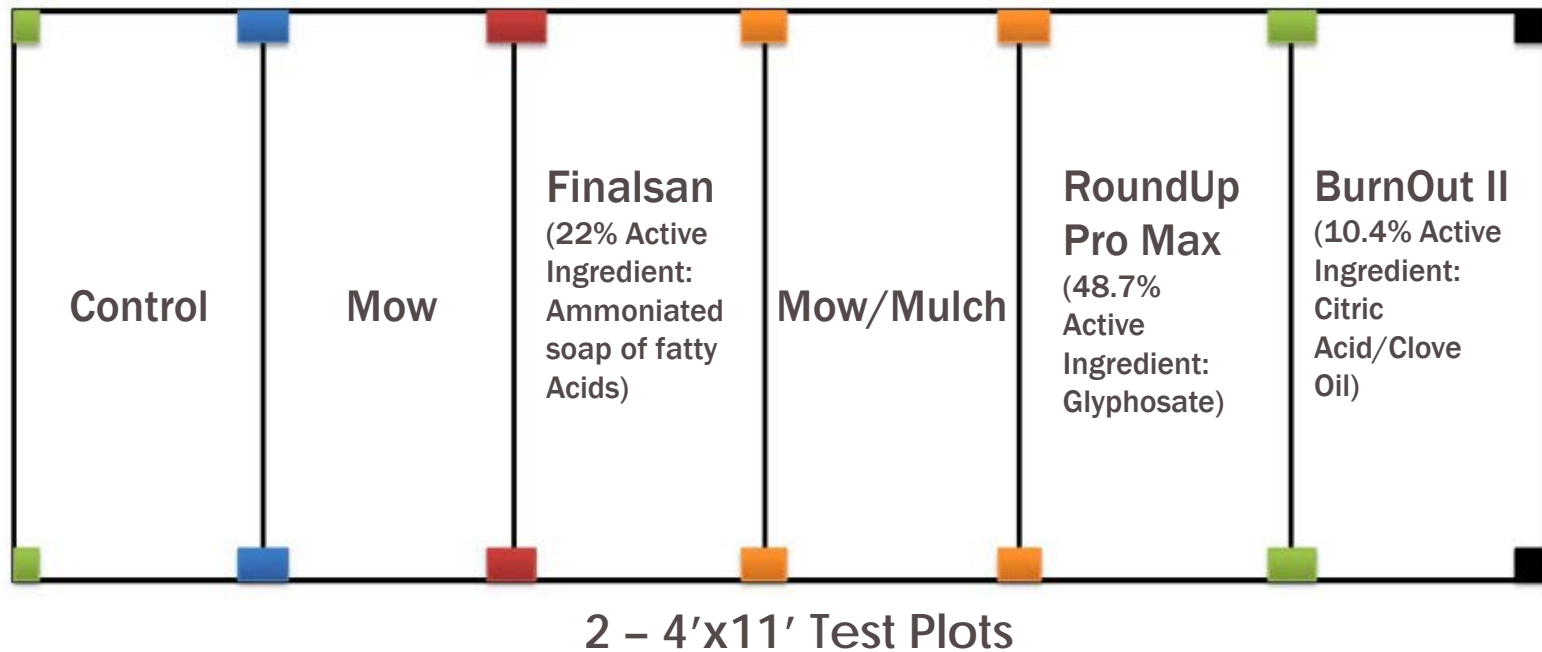 Control
Mow
Finalsan
(22% Active
Ingredient:
Ammoniated
soap of fatty
Acids)
Mow/Mulch
RoundUp
Pro Max
(48.7%
Active
Ingredient:
Glyphosate)
BurnOut II
(10.4% Active
Ingredient:
Citric
Acid/Clove
Oil)
2 – 4'x11' Test Plots